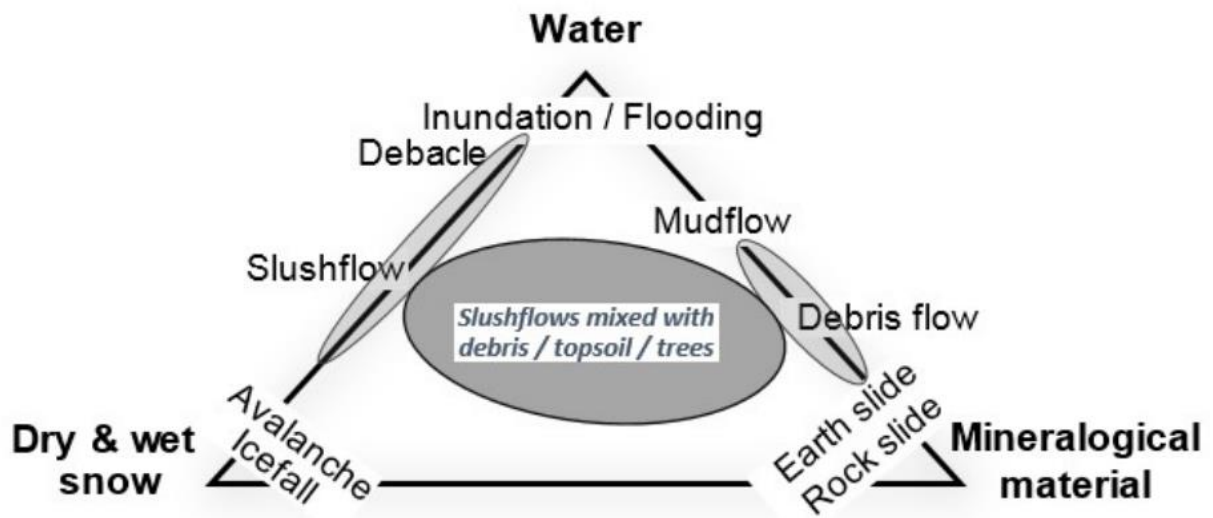 Water
Inundation / Flooding
Debacle
Mudflow
Slushflow
Slushflows mixed with
debris / topsoil / trees
Debris flow
Avalanche
Icefall
Earth slide
Rock slide
Dry & wet
snow
Mineralogical
material